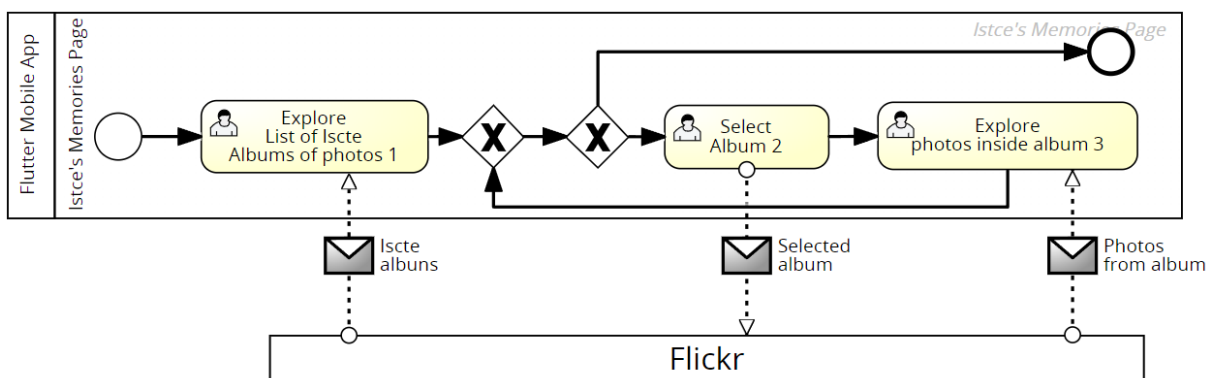 Flutter Mobile App
Istce's Memories Page
Istce's Memories Page
Explore
List of Iscte
Albums of photos 1
X
X
Select
Album 2
Explore
photos inside album 3
Iscte
albuns
Selected
album
Photos
from album
Flickr